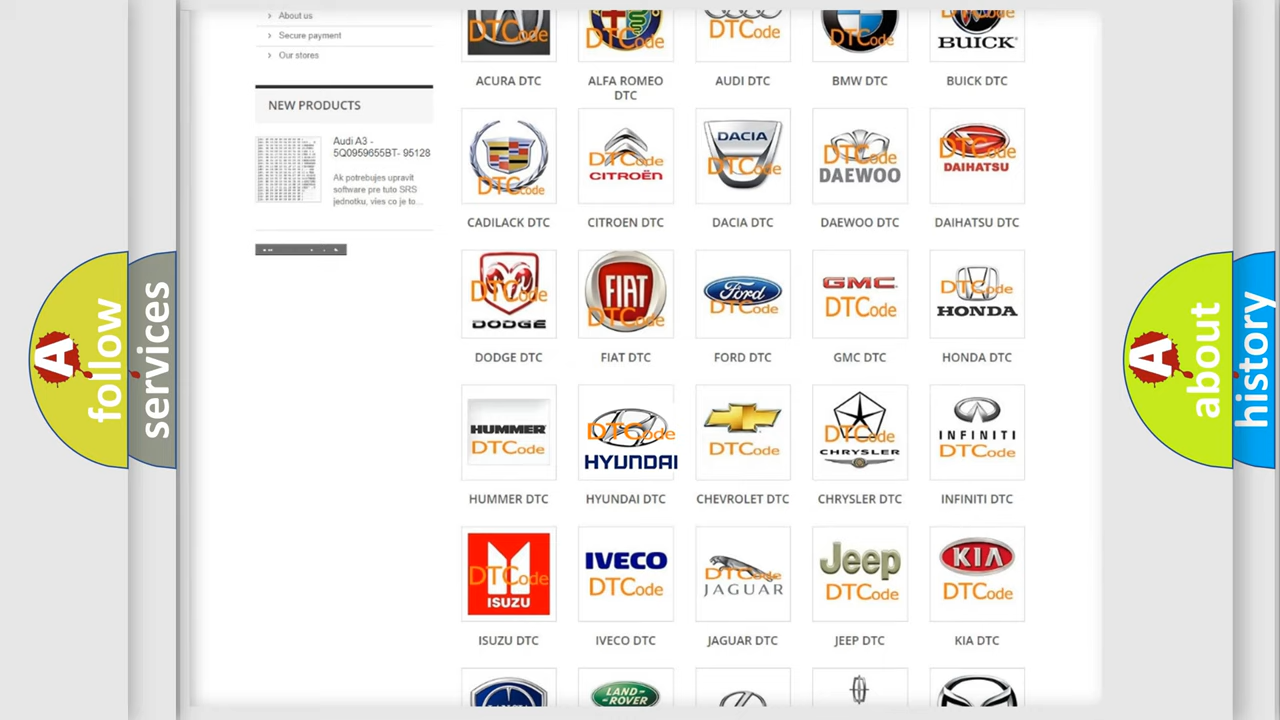 About us
Secure payment
Our stores
NEW PRODUCTS
Audi A3 -
5Q0959655BT- 95128
Ak potrebujes upravit
software pre tuto SRS
jednotku, vies co je to...
DTCode
DTCode
DTCode
DTCode
BUICK
ACURA DTC
ALFA ROMEO
DTC
AUDI DTC
BMW DTC
BUICK DTC
DTCode
DTCode
CITROËN
DACIA
DTCode
DTCode
DAEWOO
DTCode
DAIHATSU
CADILACK DTC
CITROEN DTC
DACIA DTC
DAEWOO DTC
DAIHATSU DTC
DTCode
DODGE
FIAT
DTCode
Ford
DTCode
GMC
DTCode
DTCode
HONDA
DODGE DTC
FIAT DTC
FORD DTC
GMC DTC
HONDA DTC
HUMMER
DTCode
DTCode
HYUNDAI
DTCode
DTCode
CHRYSLER
INFINITI
DTCode
HUMMER DTC
HYUNDAI DTC
CHEVROLET DTC
CHRYSLER DTC
INFINITI DTC
DTCode
ISUZU
IVECO
DTCode
DTCode
JAGUAR
Jeep
DTCode
KIA
DTCode
ISUZU DTC
IVECO DTC
JAGUAR DTC
JEEP DTC
KIA DTC
LAND-
ROVER
A
follow
services
A
about
history